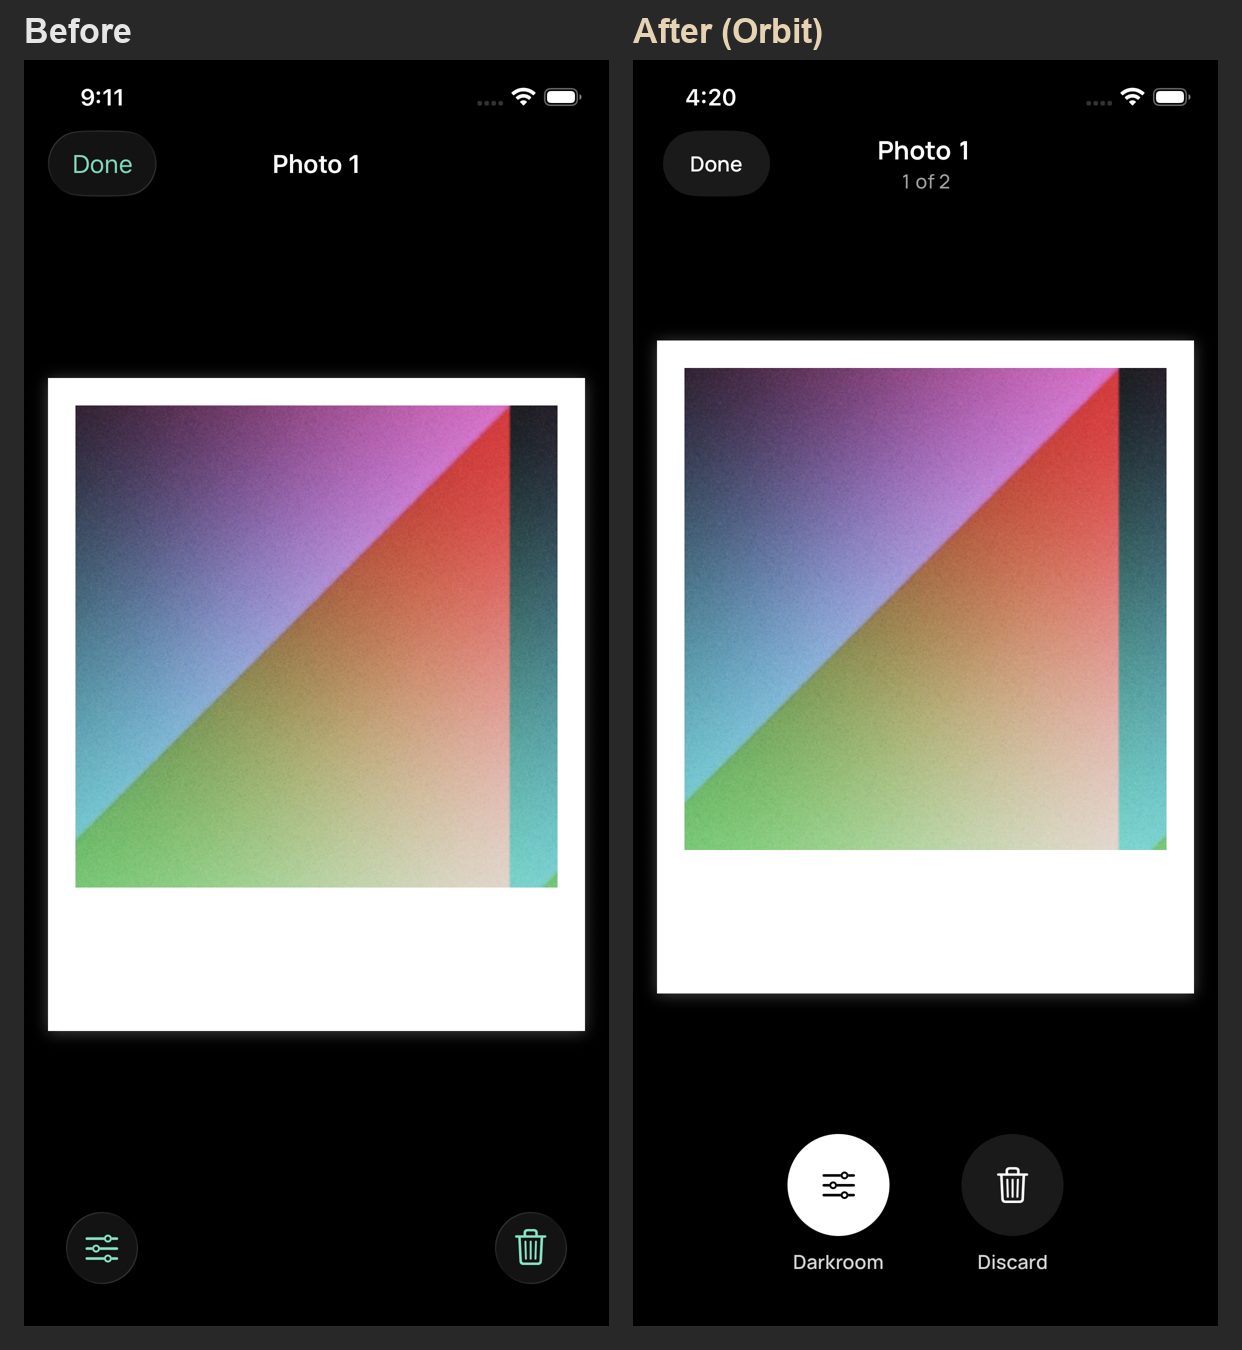 Before
After (Orbit)
9:11
Done
Photo 1
4:20
Done
Photo 1
1 of 2
Darkroom
Discard